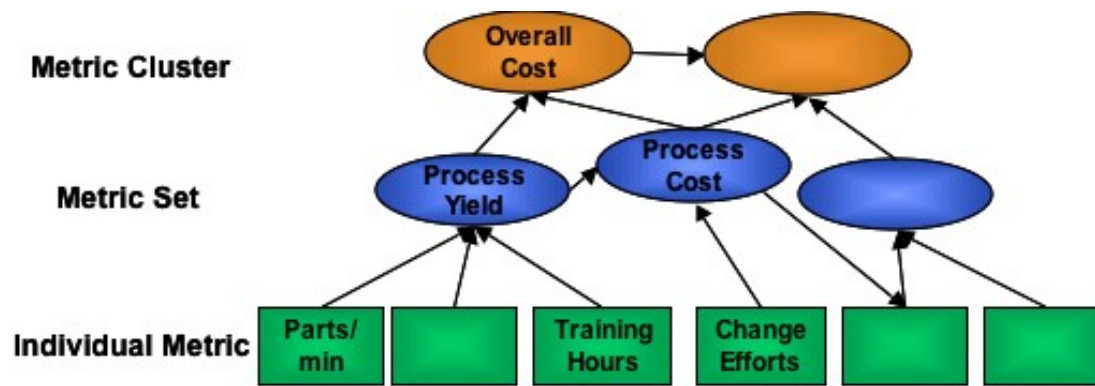 Metric Cluster
Overall
Cost
Metric Set
Process
Yield
Process
Cost
Individual Metric
Parts/
min
Training
Hours
Change
Efforts